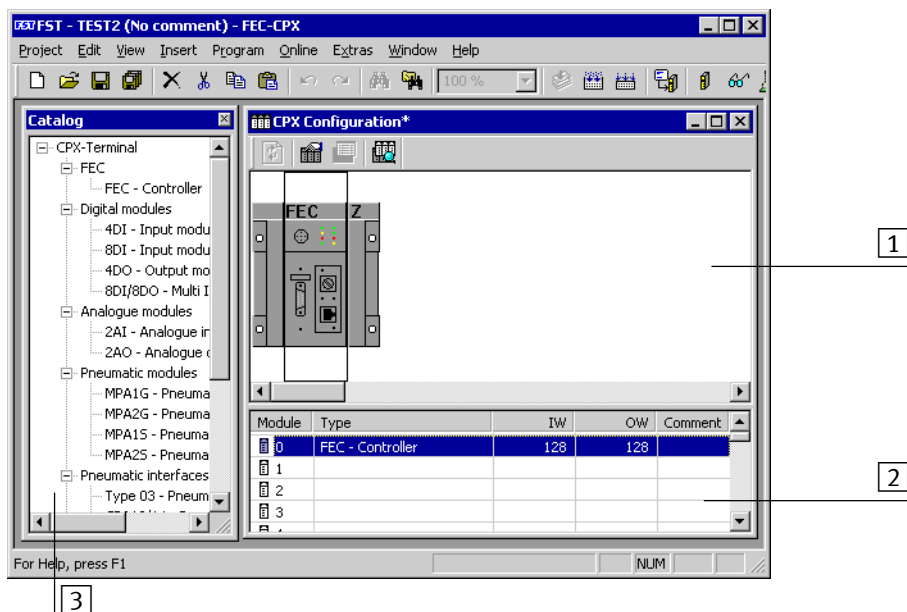 FST - TEST2 (No comment) - FEC-CPX
Project Edit View Insert Program Online Extras Window Help
100 %
Catalog
CPX-Terminal
FEC
FEC - Controller
Digital modules
4DI - Input modu
8DI - Input modu
4DO - Output mo
8DI/8DO - Multi I
Analogue modules
2AI - Analogue ir
2AO - Analogue
Pneumatic modules
MPA1G - Pneuma
MPA2G - Pneuma
MPA1S - Pneuma
MPA2S - Pneuma
Pneumatic interfaces
Type 03 - Pneum
CPX Configuration*
FEC Z
Module Type IW OW Comment
0 FEC - Controller 128 128
1
2
3
For Help, press F1
NUM
1
2
3